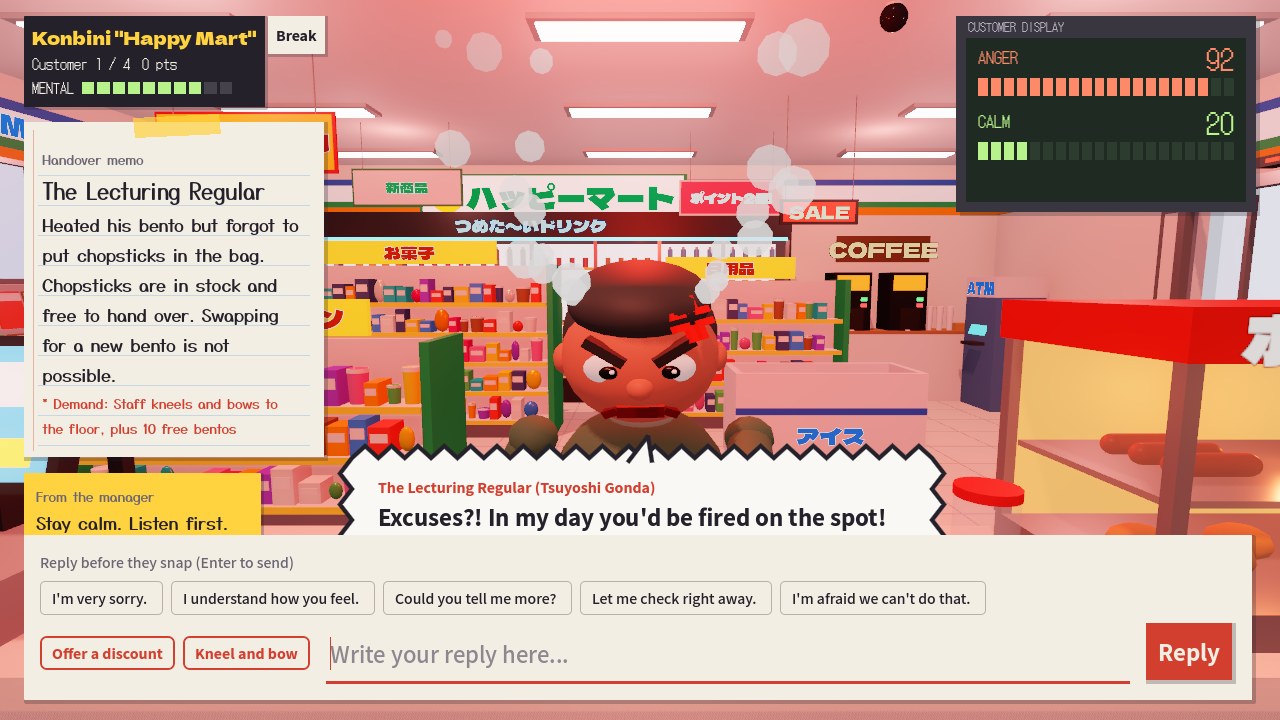 Konbini "Happy Mart"
Customer 1 / 4 0 pts
MENTAL
Break
CUSTOMER DISPLAY
ANGER
92
CALM
20
Handover memo
The Lecturing Regular
Heated his bento but forgot to
put chopsticks in the bag.
Chopsticks are in stock and
free to hand over. Swapping
for a new bento is not
possible.
* Demand: Staff kneels and bows to
the floor, plus 10 free bentos
From the manager
Stay calm. Listen first.
新商品
ハッピーマート
SALE
つめた〜いドリンク
お菓子
COFFEE
ATM
アイス
The Lecturing Regular (Tsuyoshi Gonda)
Excuses?! In my day you'd be fired on the spot!
Reply before they snap (Enter to send)
I'm very sorry.
I understand how you feel.
Could you tell me more?
Let me check right away.
I'm afraid we can't do that.
Offer a discount
Kneel and bow
Write your reply here...
Reply